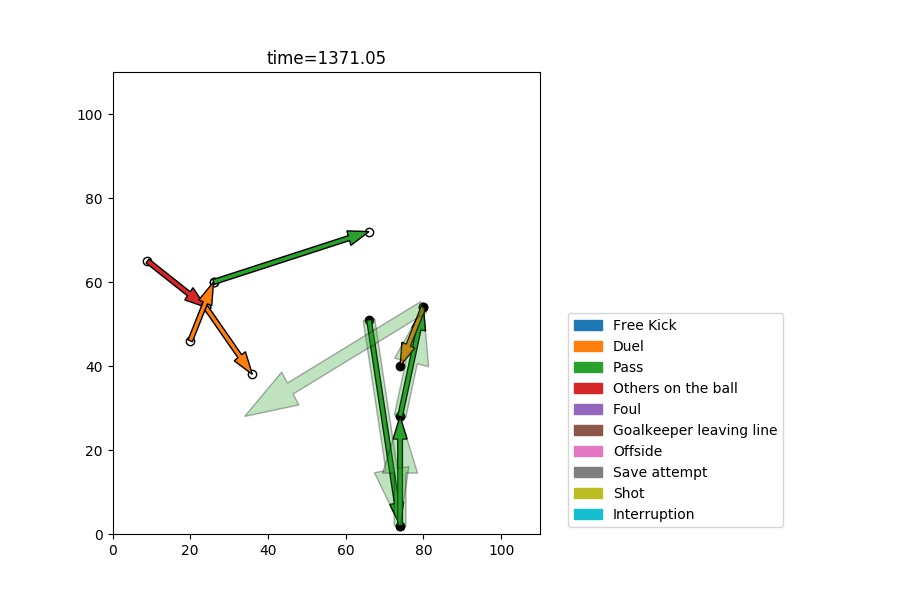 time=1371.05
100
80
60
40
20
0
0 20 40 60 80 100
Free Kick
Duel
Pass
Others on the ball
Foul
Goalkeeper leaving line
Offside
Save attempt
Shot
Interruption